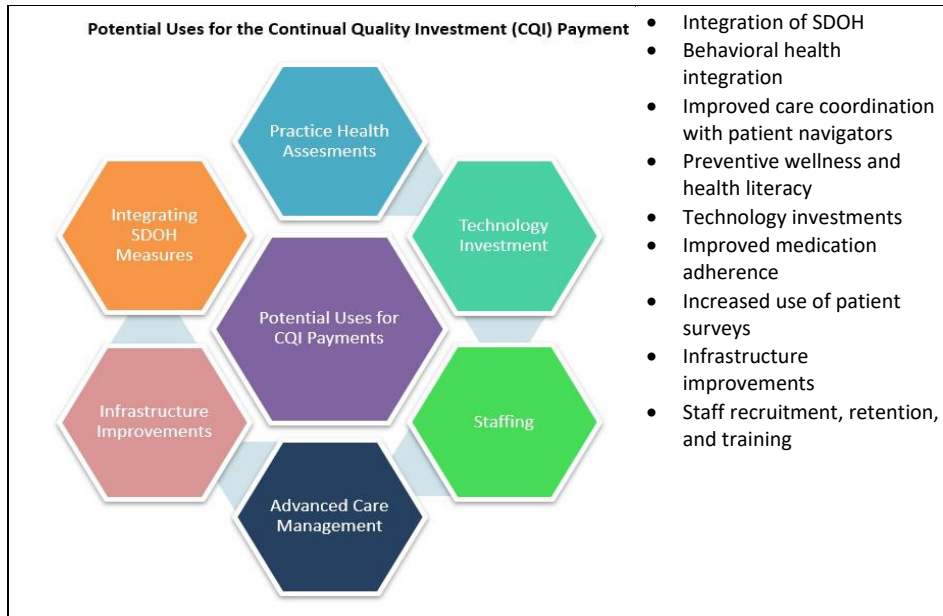 Potential Uses for the Continual Quality Investment (CQI) Payment
Practice Health
Assesments
Technology
Investment
Staffing
Advanced Care
Management
Infrastructure
Improvements
Integrating
SDOH
Measures
Potential Uses for
CQI Payments
• Integration of SDOH
• Behavioral health
integration
• Improved care coordination
with patient navigators
• Preventive wellness and
health literacy
• Technology investments
• Improved medication
adherence
• Increased use of patient
surveys
• Infrastructure
improvements
• Staff recruitment, retention,
and training